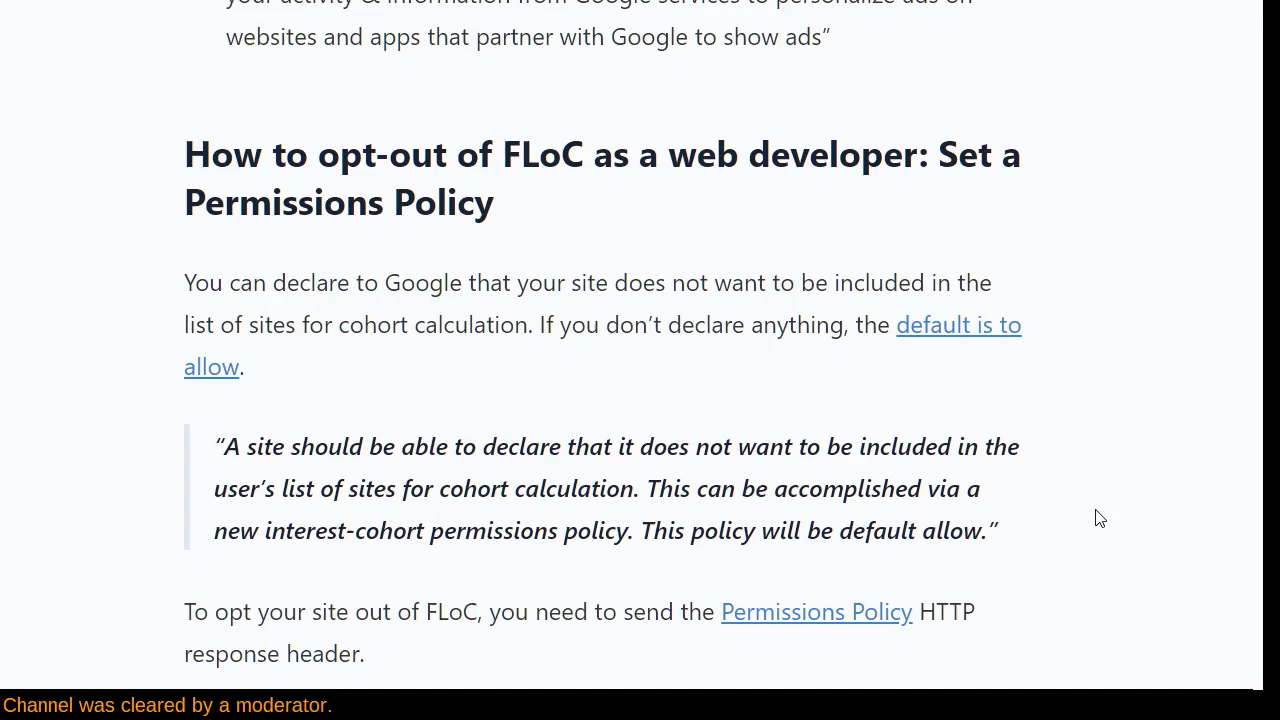 your activity & information from Google services to personalize ads on
websites and apps that partner with Google to show ads”
How to opt-out of FLoC as a web developer: Set a
Permissions Policy
You can declare to Google that your site does not want to be included in the
list of sites for cohort calculation. If you don’t declare anything, the default is to
allow.
“A site should be able to declare that it does not want to be included in the
user’s list of sites for cohort calculation. This can be accomplished via a
new interest-cohort permissions policy. This policy will be default allow.”
To opt your site out of FLoC, you need to send the Permissions Policy HTTP
response header.
Channel was cleared by a moderator.